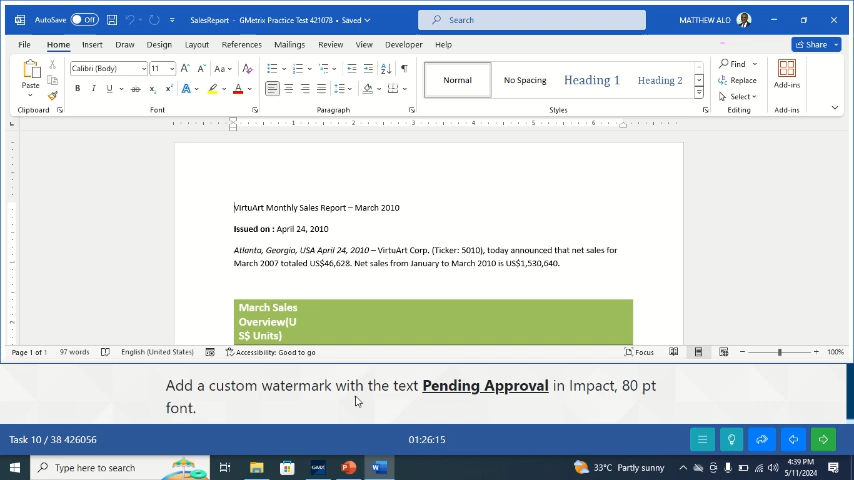 AutoSave Off SalesReport - GMetrix Practice Test 421078 • Saved Search MATTHEW ALO
File Home Insert Draw Design Layout References Mailings Review View Developer Help Share
Paste Calibri (Body) 11 Aa Normal No Spacing Heading 1 Heading 2 Find Replace Select Add-ins
Clipboard Font Paragraph Styles Editing Add-ins
1 2 3 4 5 6
VirtuArt Monthly Sales Report – March 2010
Issued on : April 24, 2010
Atlanta, Georgia, USA April 24, 2010 – VirtuArt Corp. (Ticker: 5010), today announced that net sales for
March 2007 totaled US$46,628. Net sales from January to March 2010 is US$1,530,640.
March Sales
Overview(U
S$ Units)
Page 1 of 1 97 words English (United States) Accessibility: Good to go Focus 100%
Add a custom watermark with the text Pending Approval in Impact, 80 pt
font.
Task 10 / 38 426056 01:26:15
Type here to search 33°C Partly sunny 4:39 PM
5/11/2024